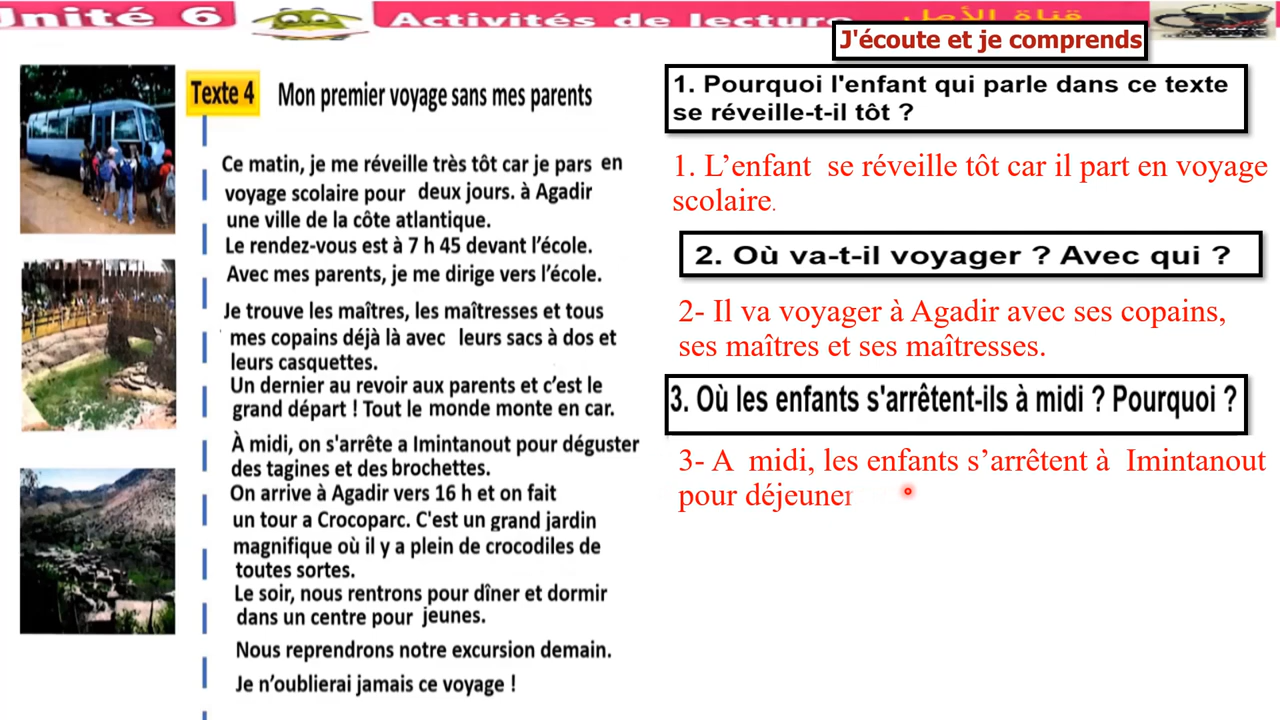 Unité 6
Activités de lecture
قناة الأمل
J'écoute et je comprends
Texte 4
Mon premier voyage sans mes parents
Ce matin, je me réveille très tôt car je pars en
voyage scolaire pour deux jours. à Agadir
une ville de la côte atlantique.
Le rendez-vous est à 7 h 45 devant l'école.
Avec mes parents, je me dirige vers l'école.
Je trouve les maîtres, les maîtresses et tous
mes copains déjà là avec leurs sacs à dos et
leurs casquettes.
Un dernier au revoir aux parents et c'est le
grand départ ! Tout le monde monte en car.
À midi, on s'arrête a Imintanout pour déguster
des tagines et des brochettes.
On arrive à Agadir vers 16 h et on fait
un tour a Crocoparc. C'est un grand jardin
magnifique où il y a plein de crocodiles de
toutes sortes.
Le soir, nous rentrons pour dîner et dormir
dans un centre pour jeunes.
Nous reprendrons notre excursion demain.
Je n'oublierai jamais ce voyage !
1. Pourquoi l'enfant qui parle dans ce texte
se réveille-t-il tôt ?
1. L'enfant se réveille tôt car il part en voyage
scolaire.
2. Où va-t-il voyager ? Avec qui ?
2- Il va voyager à Agadir avec ses copains,
ses maîtres et ses maîtresses.
3. Où les enfants s'arrêtent-ils à midi ? Pourquoi ?
3- A midi, les enfants s'arrêtent à Imintanout
pour déjeuner